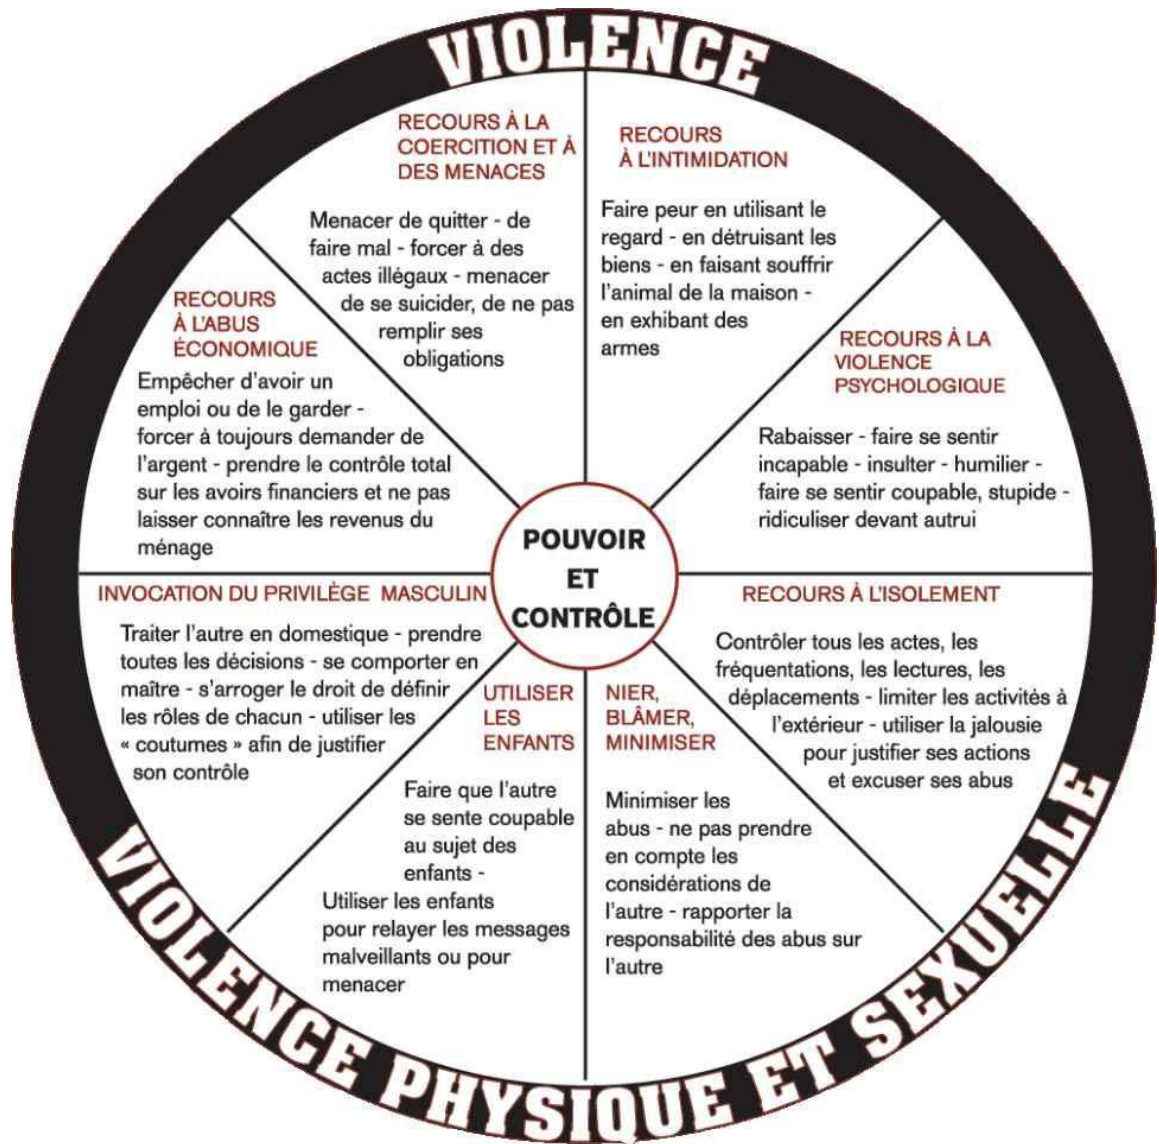 VIOLENCE
RECOURS À LA
COERCITION ET À
DES MENACES
Menacer de quitter - de
faire mal - forcer à des
actes illégaux - menacer
de se suicider, de ne pas
remplir ses
obligations
RECOURS
À L'INTIMIDATION
Faire peur en utilisant le
regard - en détruisant les
biens - en faisant souffrir
l'animal de la maison -
en exhibant des
armes
RECOURS À LA
VIOLENCE
PSYCHOLOGIQUE
Rabaisser - faire se sentir
incapable - insulter - humilier -
faire se sentir coupable, stupide -
ridiculiser devant autrui
RECOURS À L'ISOLEMENT
Contrôler tous les actes, les
fréquentations, les lectures, les
déplacements - limiter les activités à
l'extérieur - utiliser la jalousie
pour justifier ses actions
et excuser ses abus
NIER,
BLÂMER,
MINIMISER
Minimiser les
abus - ne pas prendre
en compte les
considérations de
l'autre - rapporter la
responsabilité des abus sur
l'autre
UTILISER
LES
ENFANTS
Faire que l'autre
se sente coupable
au sujet des
enfants -
Utiliser les enfants
pour relayer les messages
malveillants ou pour
menacer
INVOCATION DU PRIVILÈGE MASCULIN
Traiter l'autre en domestique - prendre
toutes les décisions - se comporter en
maître - s'arroger le droit de définir
les rôles de chacun - utiliser les
« coutumes » afin de justifier
son contrôle
RECOURS
À L'ABUS
ÉCONOMIQUE
Empêcher d'avoir un
emploi ou de le garder -
forcer à toujours demander de
l'argent - prendre le contrôle total
sur les avoirs financiers et ne pas
laisser connaître les revenus du
ménage
POUVOIR
ET
CONTRÔLE
VIOLENCE PHYSIQUE ET SEXUELLE